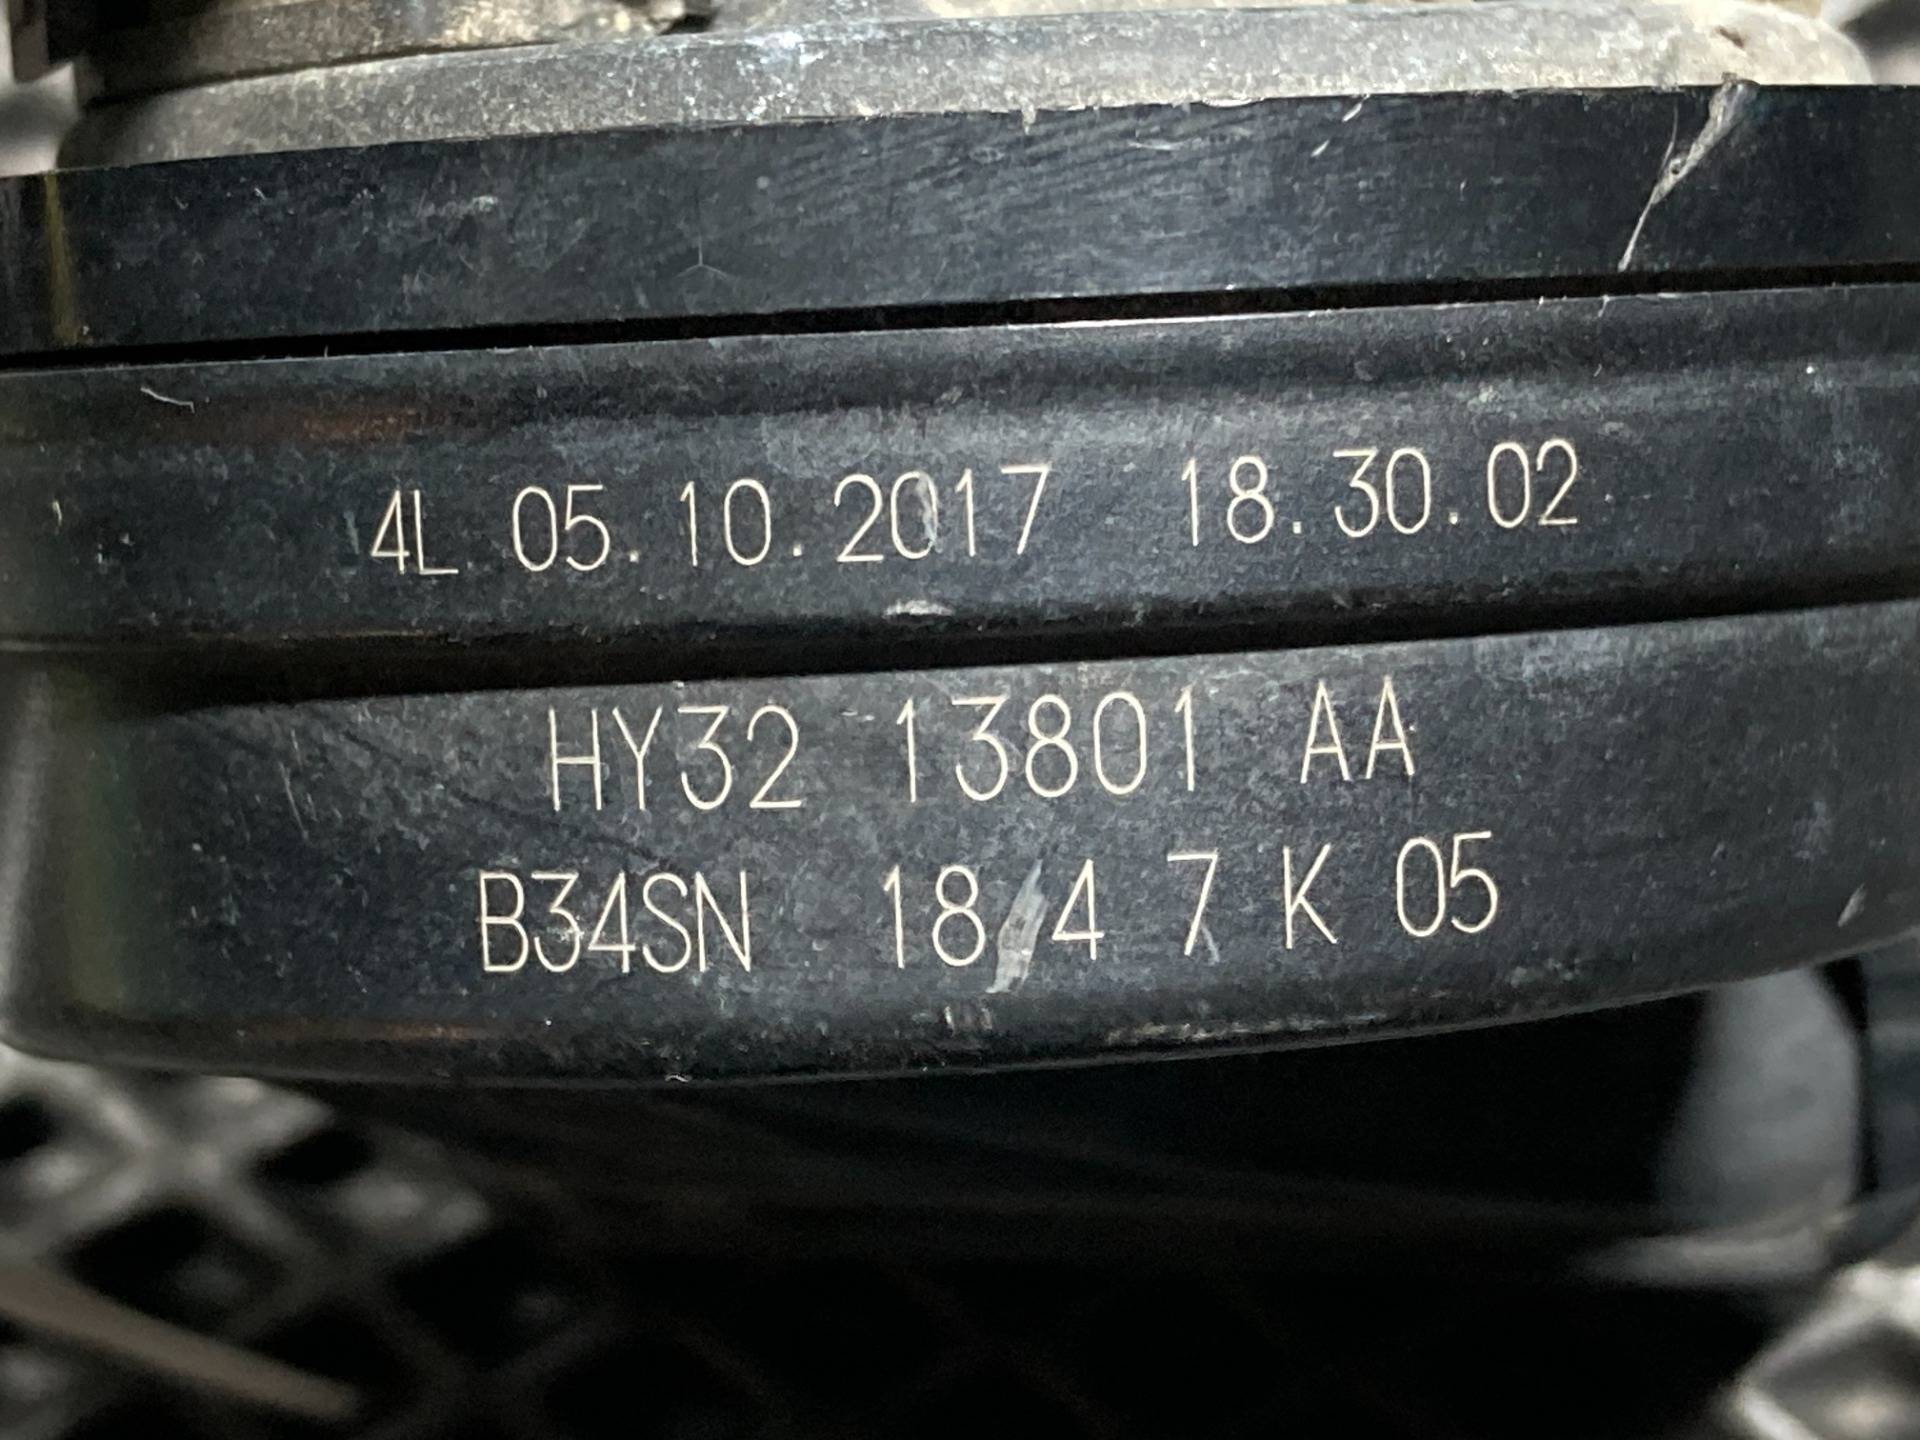 4L 05.10.2017 18.30.02
HY32 13801 AA
B34SN 18 4 7 K 05